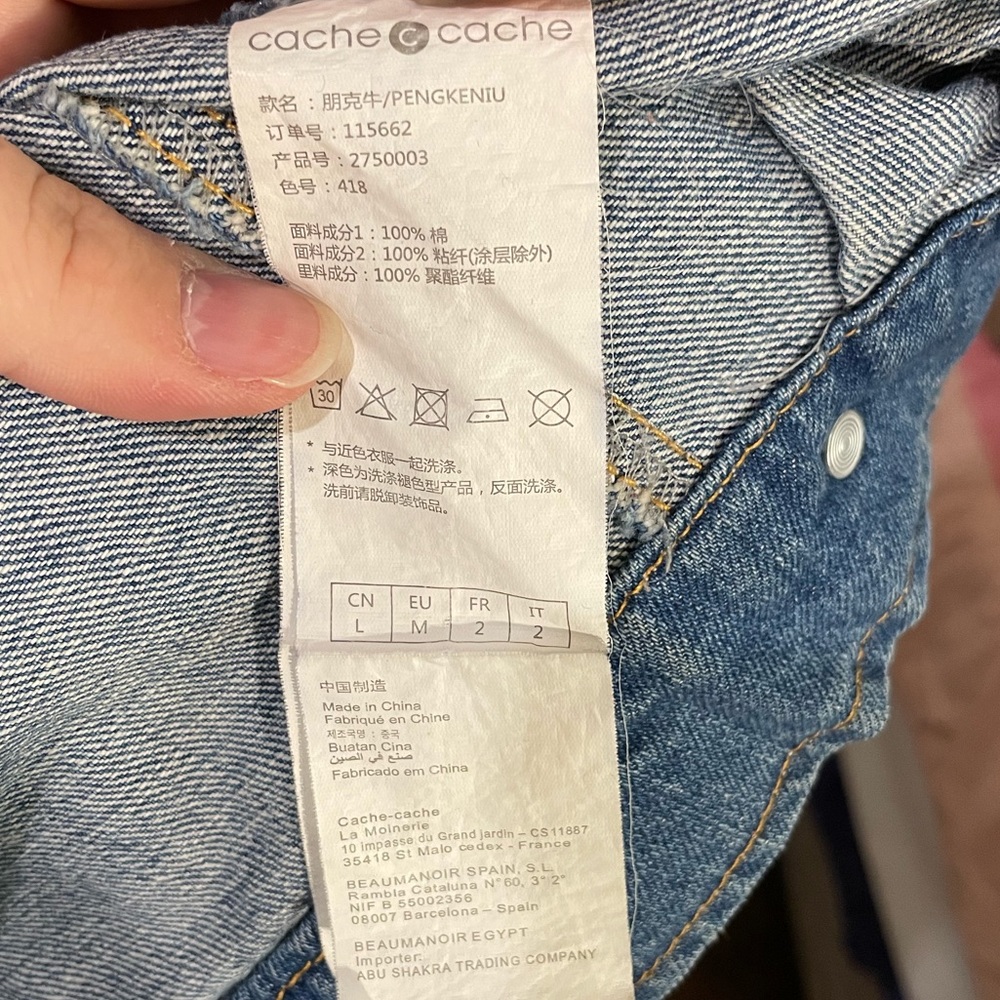 cache c cache
款名：朋克牛/PENGKENIU
订单号：115662
产品号：2750003
色号：418
面料成分1：100% 棉
面料成分2：100% 粘纤(涂层除外)
里料成分：100% 聚酯纤维
30
* 与近色衣服一起洗涤。
* 深色为洗涤褪色型产品，反面洗涤。
洗前请脱卸装饰品。
CN EU FR IT
L M 2 2
中国制造
Made in China
Fabriqué en Chine
제조국명 : 중국
Buatan Cina
صنع في الصين
Fabricado em China
Cache-cache
La Moinerie
10 impasse du Grand jardin – CS11887
35418 St Malo cedex - France
BEAUMANOIR SPAIN, S.L.
Rambla Cataluna N°60, 3° 2°
NIF B 55002356
08007 Barcelona – Spain
BEAUMANOIR EGYPT
Importer:
ABU SHAKRA TRADING COMPANY